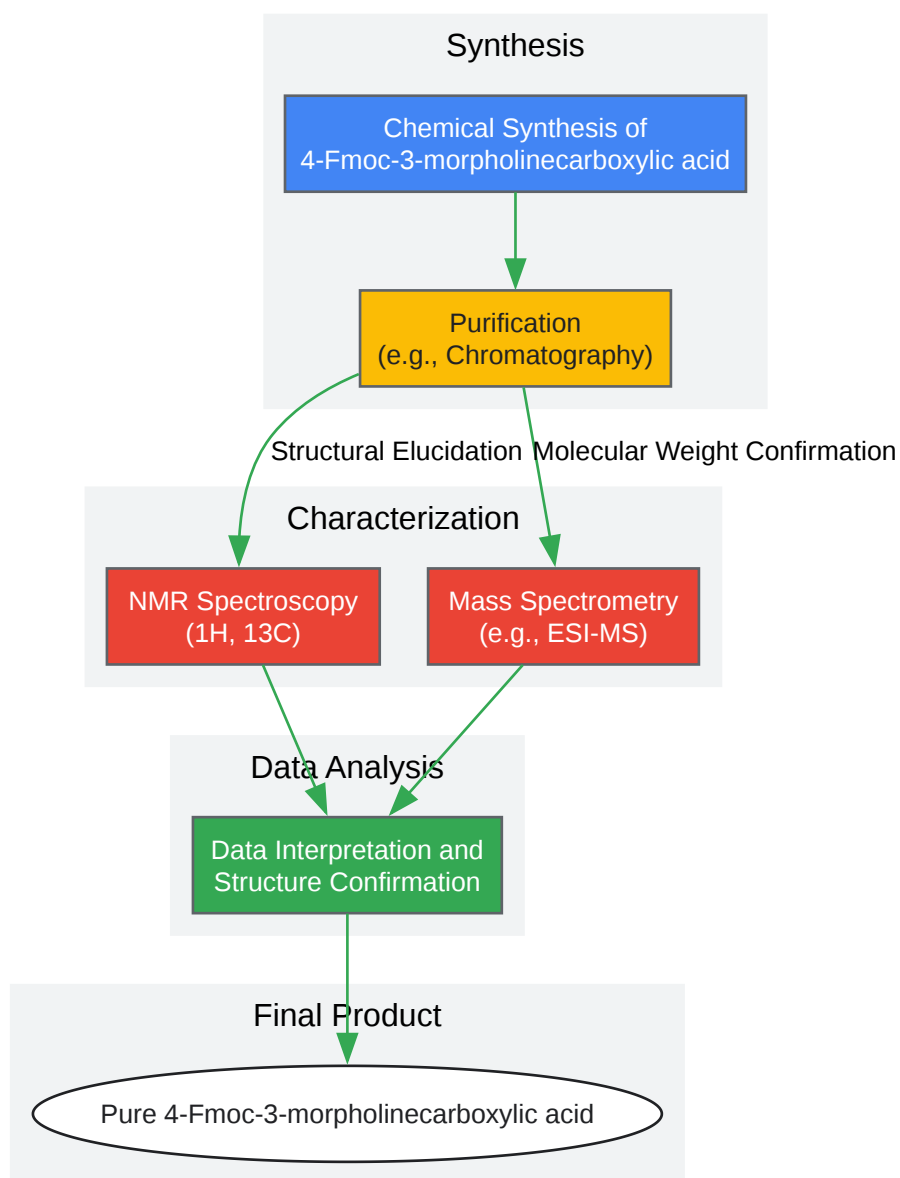 Synthesis
Chemical Synthesis of
4-Fmoc-3-morpholinecarboxylic acid
Purification
(e.g., Chromatography)
Structural Elucidation
Molecular Weight Confirmation
Characterization
NMR Spectroscopy
(1H, 13C)
Mass Spectrometry
(e.g., ESI-MS)
Data Analysis
Data Interpretation and
Structure Confirmation
Final Product
Pure 4-Fmoc-3-morpholinecarboxylic acid